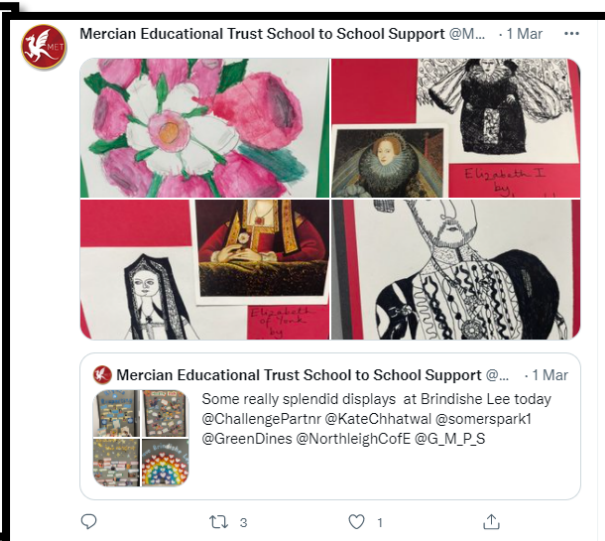 MET
Mercian Educational Trust School to School Support @M... · 1 Mar
Elizabeth I
by
Elizabeth
of York
by
Mercian Educational Trust School to School Support @... · 1 Mar
Some really splendid displays at Brindishe Lee today
@ChallengePartnr @KateChhatwal @somerspark1
@GreenDines @NorthleighCofE @G_M_P_S
3
1